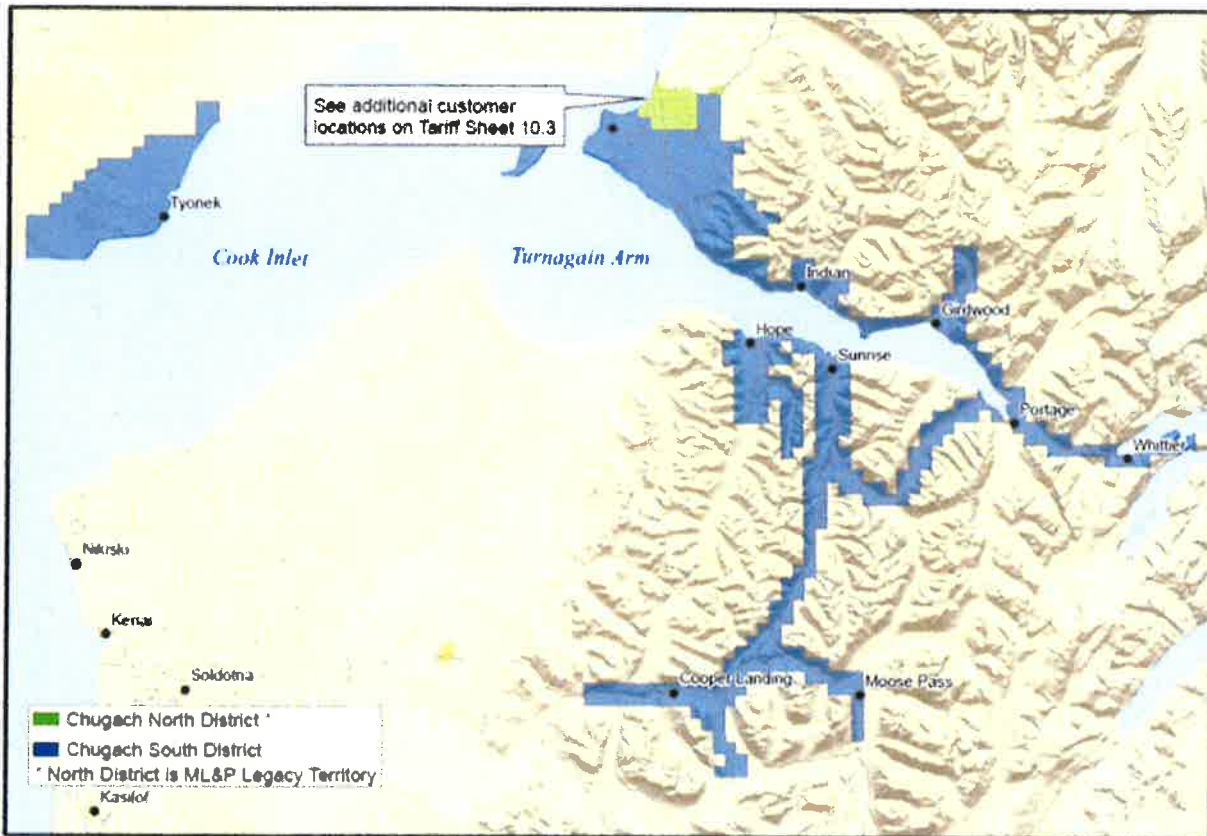 See additional customer
locations on Tariff Sheet 10.3
Tyonek
Cook Inlet
Turnagain Arm
Indian
Girdwood
Hope
Sunrise
Portage
Whittier
Nikiski
Kenai
Soldotna
Cooper Landing
Moose Pass
Chugach North District *
Chugach South District
* North District is ML&P Legacy Territory
Kasilof